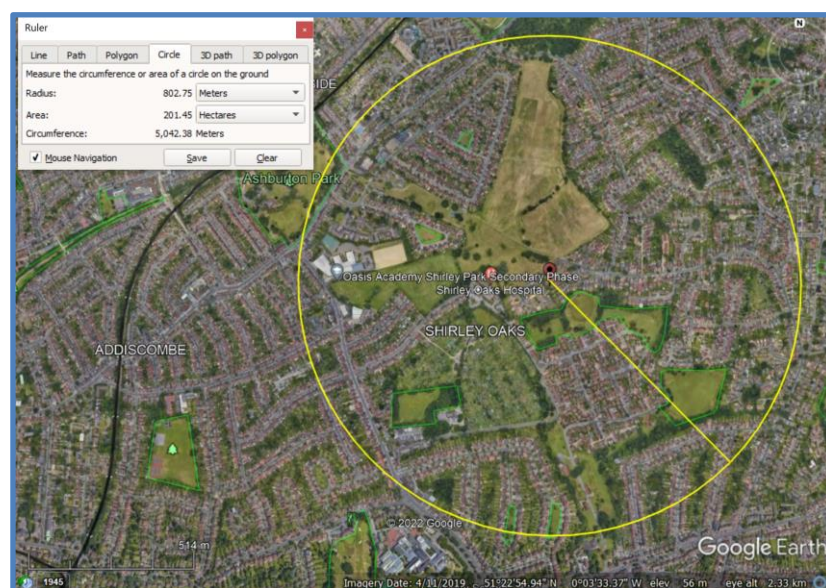 Ruler
Line Path Polygon Circle 3D path 3D polygon
Measure the circumference or area of a circle on the ground
Radius: 802.75 Meters
Area: 201.45 Hectares
Circumference: 5,042.38 Meters
Mouse Navigation Save Clear
SIDE
N
Ashburton Park
Oasis Academy Shirley Park Secondary Phase
Shirley Oaks Hospital
SHIRLEY OAKS
ADDISCOMBE
© 2022 Google
514 m
Google Earth
1945
Imagery Date: 4/11/2019 51°22'54.94" N 0°03'33.37" W elev 56 m eye alt 2.33 km